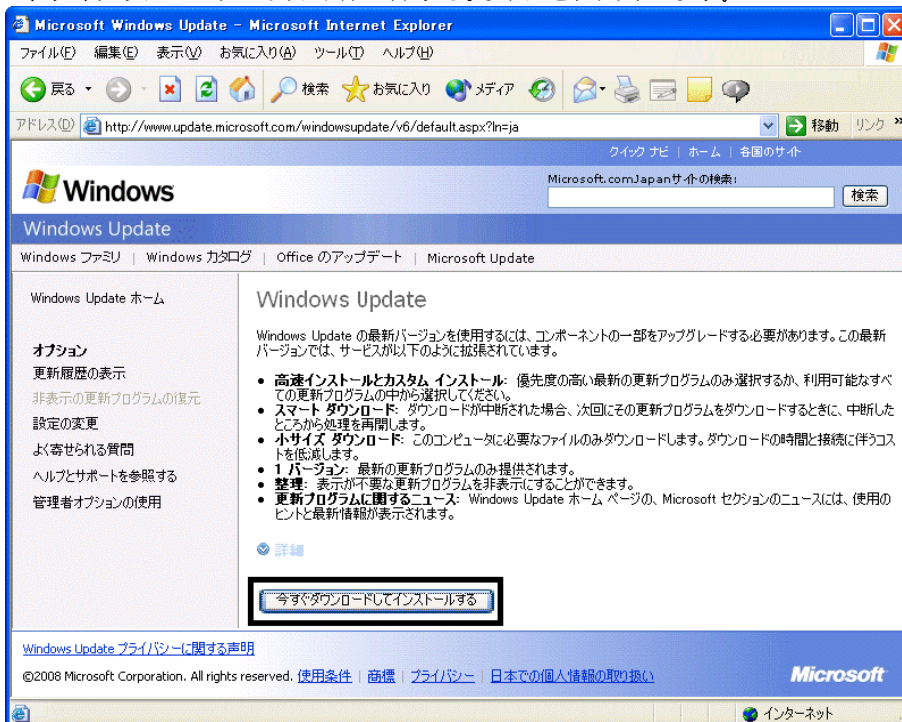 Microsoft Windows Update - Microsoft Internet Explorer
ファイル(F) 編集(E) 表示(V) お気に入り(A) ツール(T) ヘルプ(H)
戻る 検索 お気に入り メディア
アドレス(D) http://www.update.microsoft.com/windowsupdate/v6/default.aspx?ln=ja 移動 リンク »
クイック ナビ | ホーム | 各国のサイト
Windows
Microsoft.comJapanサイトの検索:
検索
Windows Update
Windows ファミリ | Windows カタログ | Office のアップデート | Microsoft Update
Windows Update ホーム
オプション
更新履歴の表示
非表示の更新プログラムの復元
設定の変更
よく寄せられる質問
ヘルプとサポートを参照する
管理者オプションの使用
Windows Update
Windows Update の最新バージョンを使用するには、コンポーネントの一部をアップグレードする必要があります。この最新
バージョンでは、サービスが以下のように拡張されています。
• 高速インストールとカスタム インストール: 優先度の高い最新の更新プログラムのみ選択するか、利用可能なすべ
ての更新プログラムの中から選択してください。
• スマート ダウンロード: ダウンロードが中断された場合、次回にその更新プログラムをダウンロードするときに、中断した
ところから処理を再開します。
• 小サイズ ダウンロード: このコンピュータに必要なファイルのみダウンロードします。ダウンロードの時間と接続に伴うコス
トを低減します。
• 1 バージョン: 最新の更新プログラムのみ提供されます。
• 整理: 表示が不要な更新プログラムを非表示にすることができます。
• 更新プログラムに関するニュース: Windows Update ホーム ページの、Microsoft セクションのニュースには、使用の
ヒントと最新情報が表示されます。
詳細
今すぐダウンロードしてインストールする
Windows Update プライバシーに関する声明
©2008 Microsoft Corporation. All rights reserved. 使用条件 | 商標 | プライバシー | 日本での個人情報の取り扱い
Microsoft
インターネット